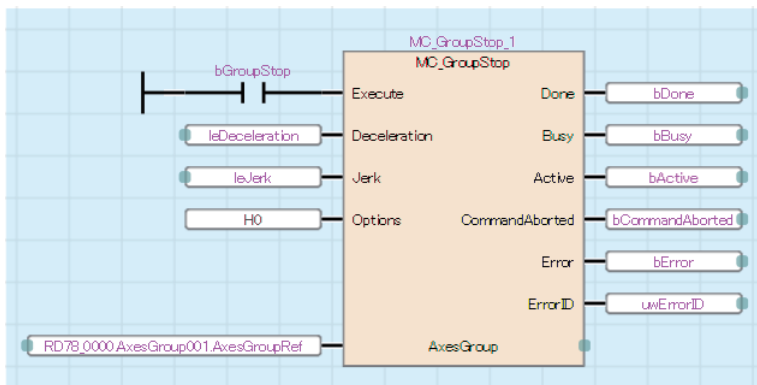 MC_GroupStop_1
MC_GroupStop
bGroupStop
Execute Done bDone
leDeceleration Deceleration Busy bBusy
leJerk Jerk Active bActive
H0 Options CommandAborted bCommandAborted
Error bError
ErrorID uwErrorID
RD78_0000.AxesGroup001.AxesGroupRef AxesGroup